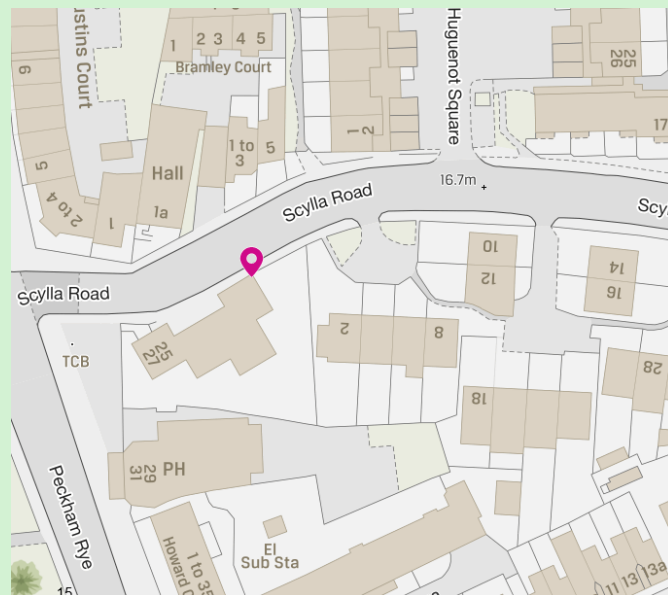 ustins Court
1
2 3
4
5
Bramley Court
Huguenot Square
26
25
6
5
2 to 4
1
Hall
1a
1 to
3
5
1 2
17
16.7m
Scylla Road
Scy
10
12
14
16
Scylla Road
TCB
25
27
2
8
28
18
Peckham Rye
29
31
PH
El
Sub Sta
Howard C
1 to 35
15
11
13
13a